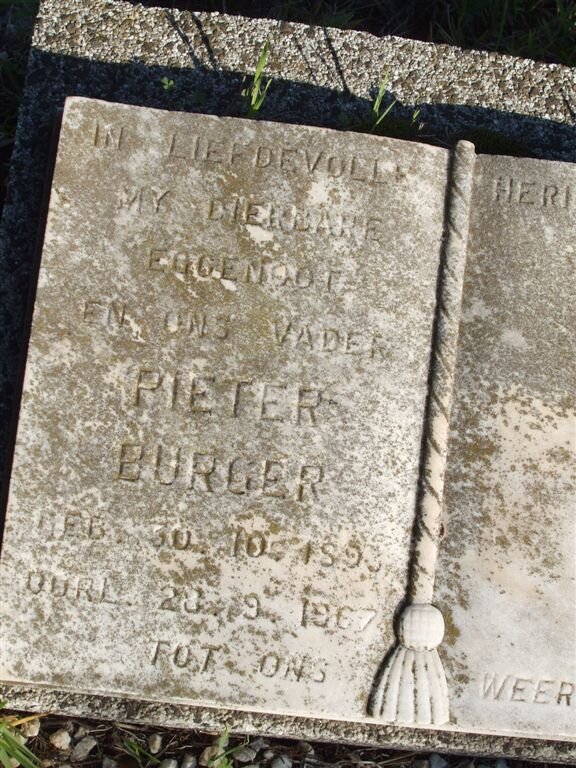 IN LIEFDEVOLLE HERI
MY DIERBARE
EGGENOOT
EN ONS VADER
PIETER
BURGER
GEB. 30. 10. 1893
OORL. 28. 9. 1967
TOT ONS WEER